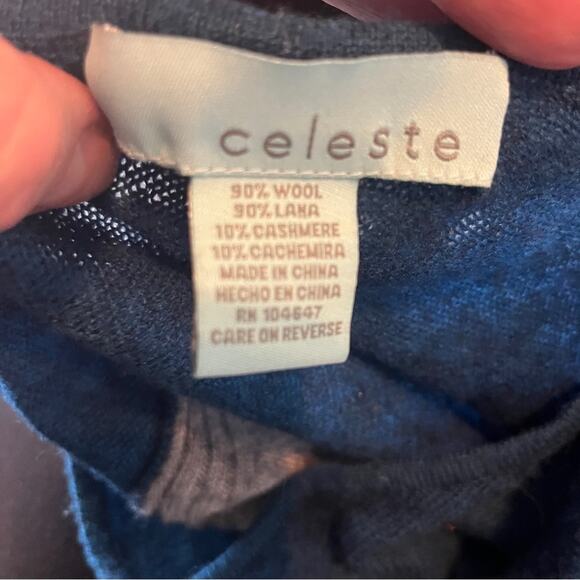 celeste
90% WOOL
90% LANA
10% CASHMERE
10% CACHEMIRA
MADE IN CHINA
HECHO EN CHINA
RN 104647
CARE ON REVERSE